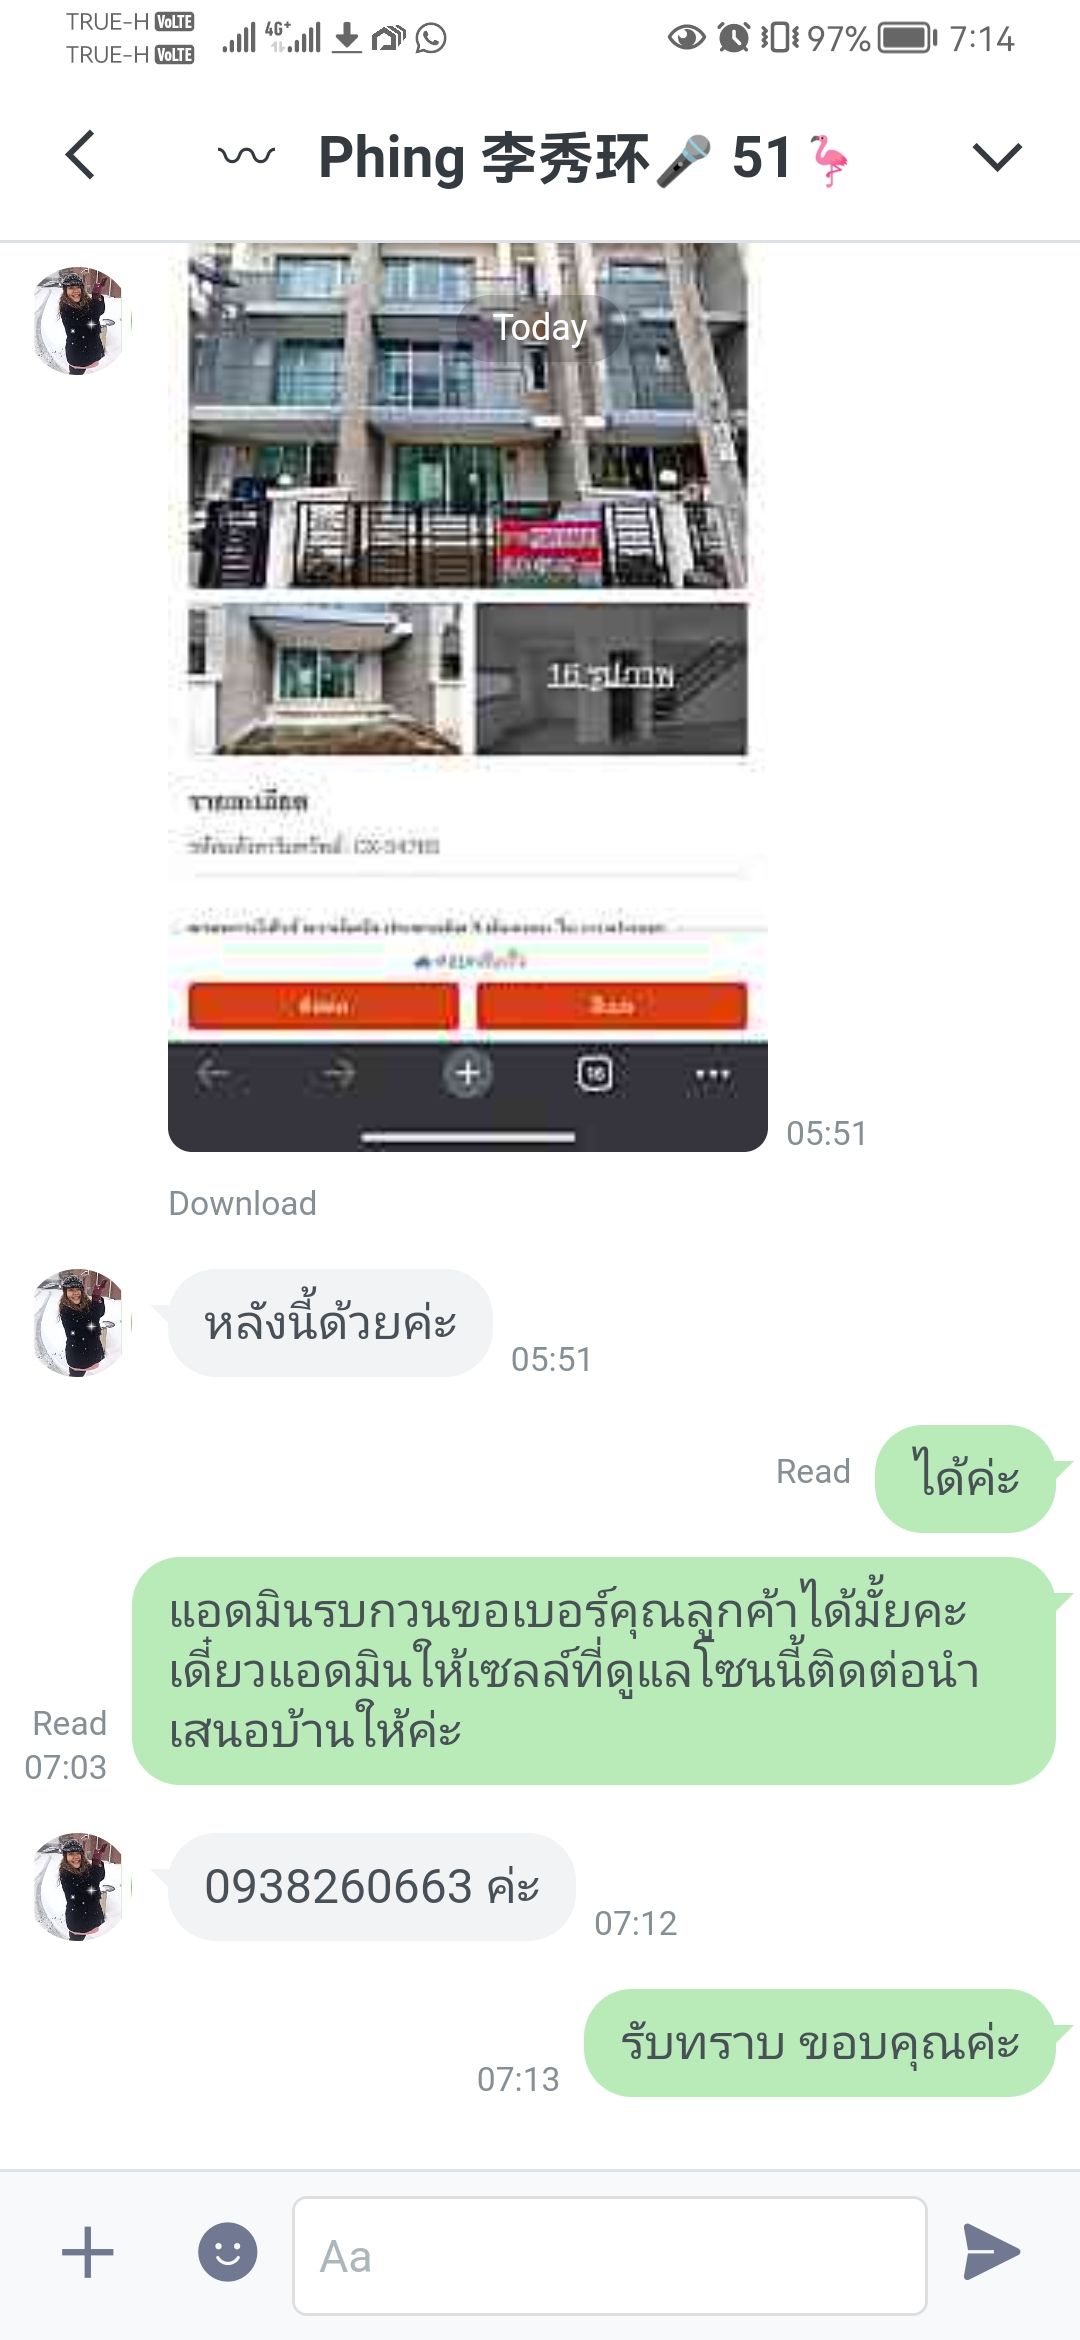 TRUE-H VoLTE
TRUE-H VoLTE
4G+
97%
7:14
Phing 李秀环🎤 51🦩
Today
16 รูปภาพ
รายละเอียด
16
05:51
Download
หลังนี้ด้วยค่ะ
05:51
Read
ได้ค่ะ
แอดมินรบกวนขอเบอร์คุณลูกค้าได้มั้ยคะ
เดี๋ยวแอดมินให้เซลล์ที่ดูแลโซนนี้ติดต่อนำ
เสนอบ้านให้ค่ะ
Read
07:03
0938260663 ค่ะ
07:12
รับทราบ ขอบคุณค่ะ
07:13
Aa